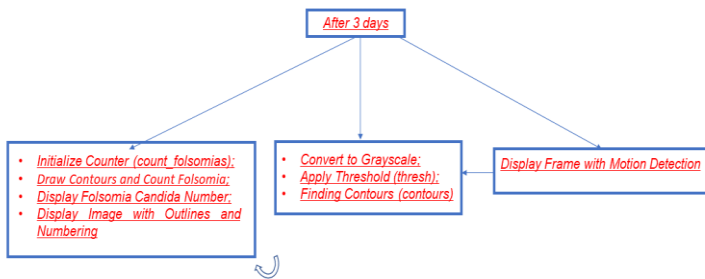 After 3 days
• Initialize Counter (count_folsomias);
• Draw Contours and Count Folsomia;
• Display Folsomia Candida Number;
• Display Image with Outlines and
Numbering
• Convert to Grayscale;
• Apply Threshold (thresh);
• Finding Contours (contours)
Display Frame with Motion Detection